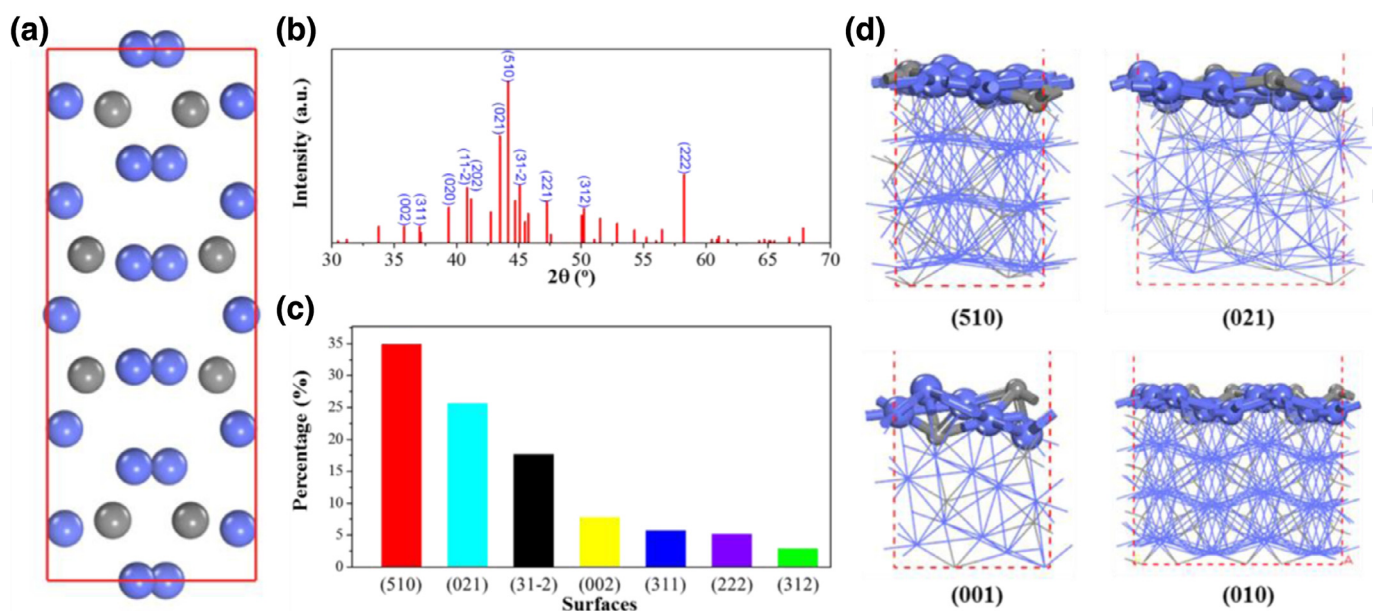 (a)
(b)
Intensity (a.u.)
(002)
(311)
(020)
(11-2)
(202)
(021)
(510)
(31-2)
(221)
(312)
(222)
30 35 40 45 50 55 60 65 70
2θ (º)
(c)
Percentage (%)
35
30
25
20
15
10
5
0
(510) (021) (31-2) (002) (311) (222) (312)
Surfaces
(d)
(510) (021)
(001) (010)